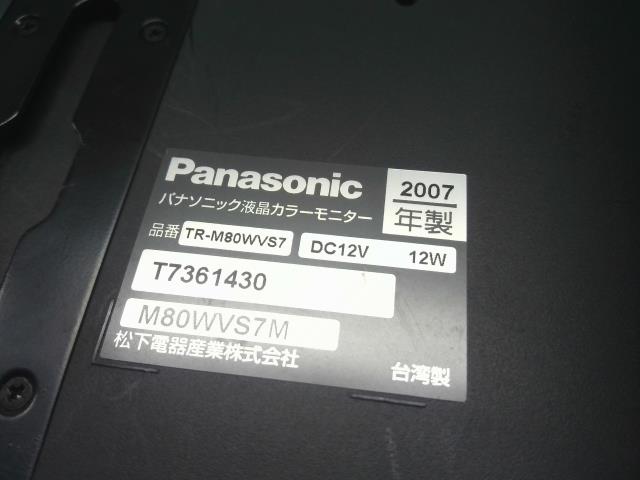 Panasonic
2007
年製
パナソニック液晶カラーモニター
品番 TR-M80WVS7 DC12V 12W
T7361430
M80WVS7M
松下電器産業株式会社
台湾製